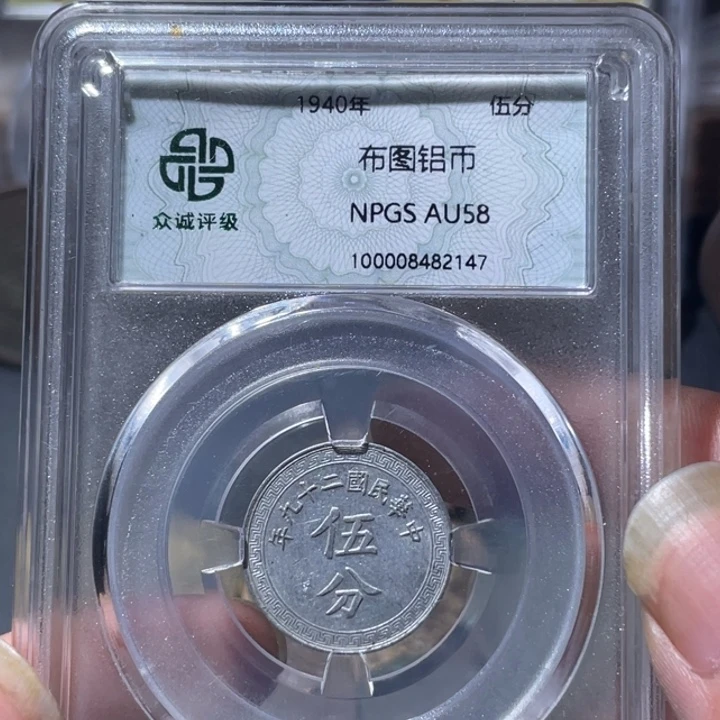 1940年 伍分
布图铝币
NPGS AU58
众诚评级
100008482147
年九十二國民華中
伍
分